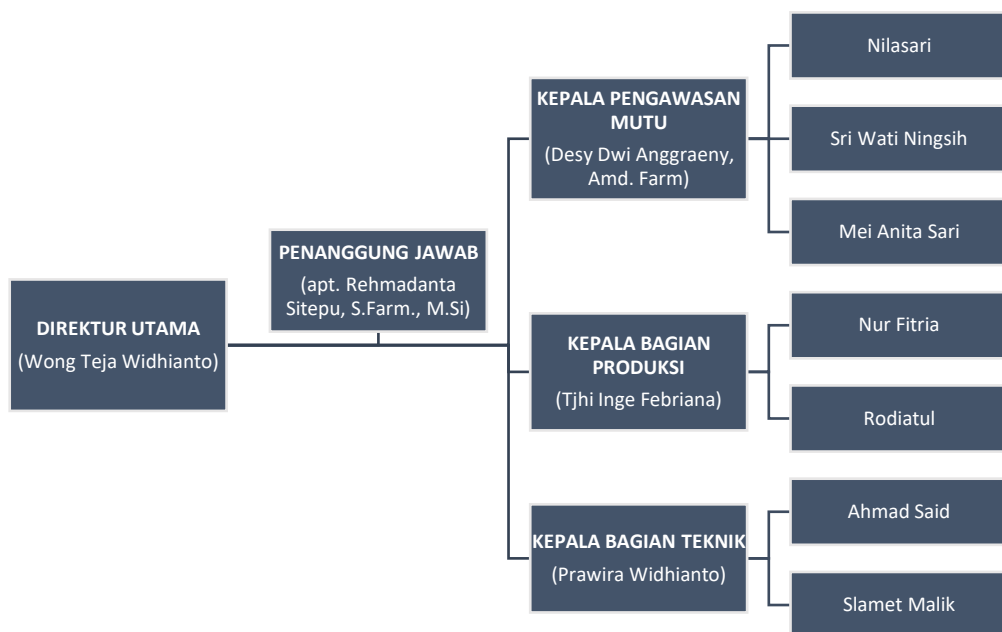 DIREKTUR UTAMA
(Wong Teja Widhianto)
PENANGGUNG JAWAB
(apt. Rehmadanta
Sitepu, S.Farm., M.Si)
KEPALA PENGAWASAN
MUTU
(Desy Dwi Anggraeny,
Amd. Farm)
Nilasari
Sri Wati Ningsih
Mei Anita Sari
KEPALA BAGIAN
PRODUKSI
(Tjhi Inge Febriana)
Nur Fitria
Rodiatul
KEPALA BAGIAN TEKNIK
(Prawira Widhianto)
Ahmad Said
Slamet Malik